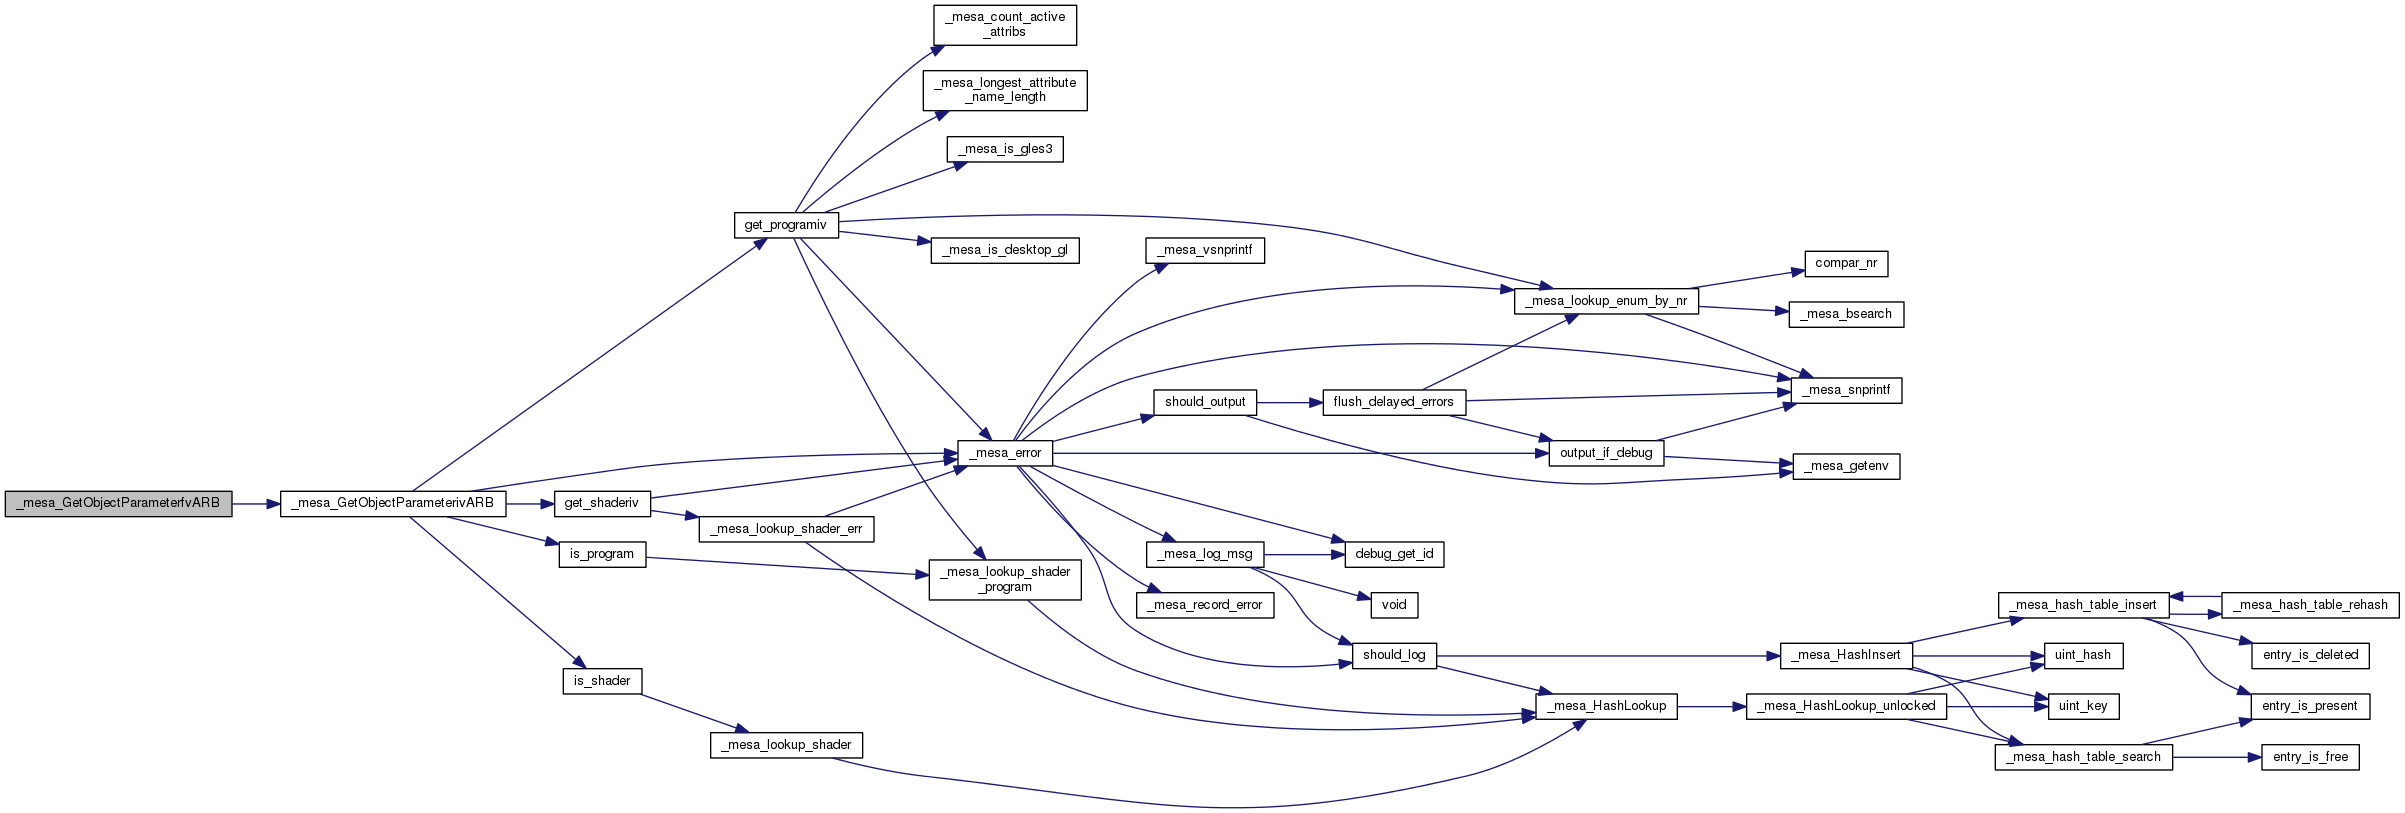 _mesa_count_active
_attribs
_mesa_longest_attribute
_name_length
_mesa_is_gles3
get_programiv
_mesa_is_desktop_gl
_mesa_vsnprintf
compar_nr
_mesa_lookup_enum_by_nr
_mesa_bsearch
_mesa_snprintf
should_output
flush_delayed_errors
_mesa_error
output_if_debug
_mesa_getenv
_mesa_GetObjectParameterfvARB
_mesa_GetObjectParameterivARB
get_shaderiv
_mesa_lookup_shader_err
is_program
_mesa_log_msg
debug_get_id
_mesa_lookup_shader
_program
_mesa_record_error
void
_mesa_hash_table_insert
_mesa_hash_table_rehash
should_log
_mesa_HashInsert
uint_hash
entry_is_deleted
is_shader
_mesa_HashLookup
_mesa_HashLookup_unlocked
uint_key
entry_is_present
_mesa_lookup_shader
_mesa_hash_table_search
entry_is_free